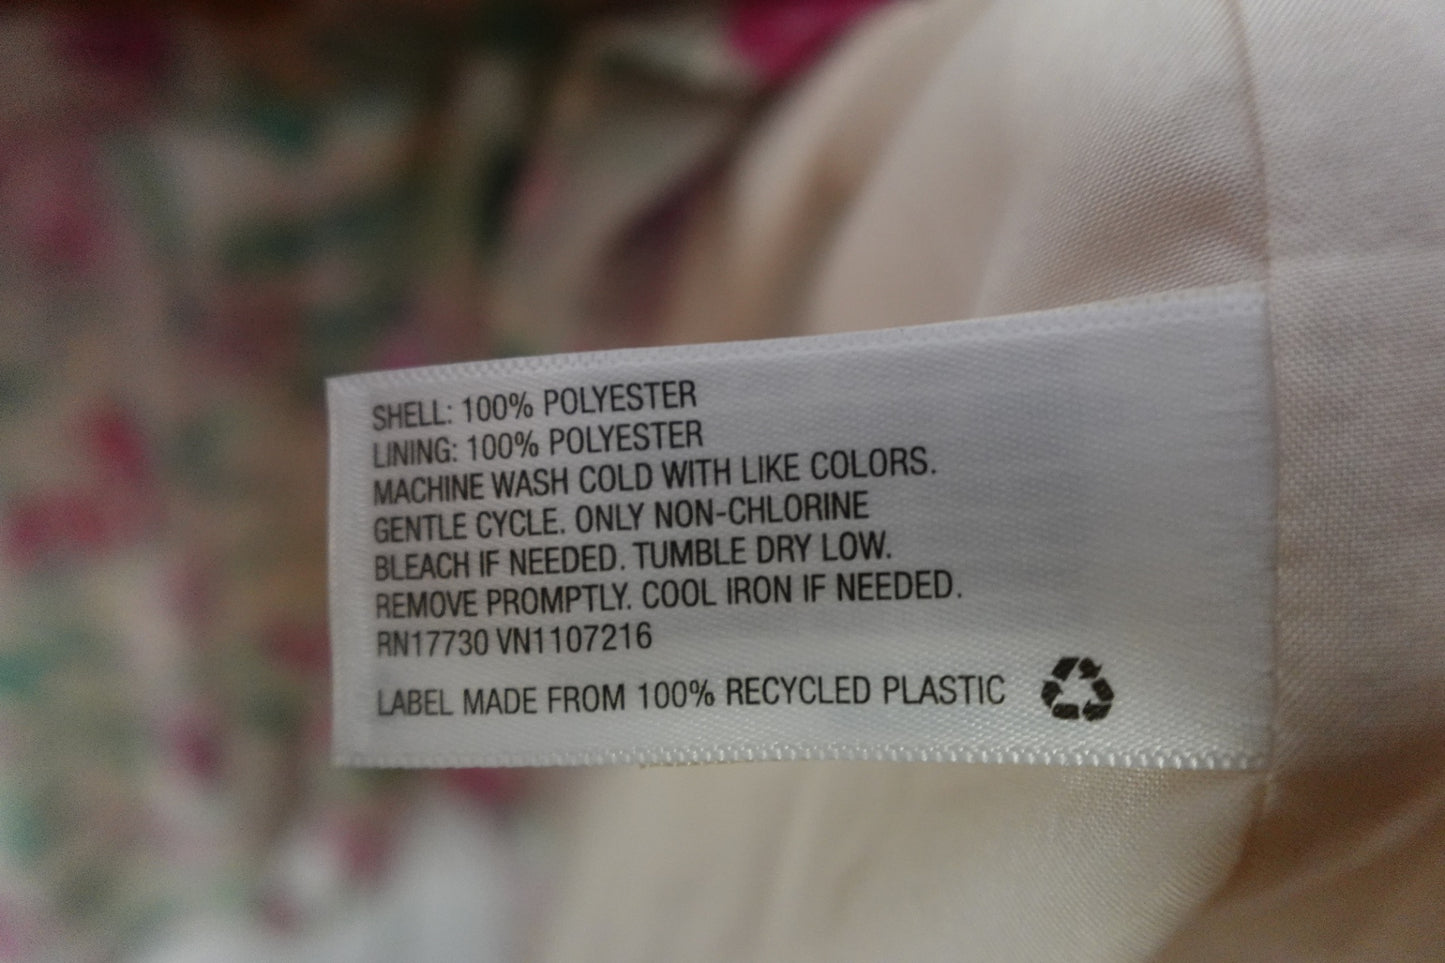 SHELL: 100% POLYESTER
LINING: 100% POLYESTER
MACHINE WASH COLD WITH LIKE COLORS.
GENTLE CYCLE. ONLY NON-CHLORINE
BLEACH IF NEEDED. TUMBLE DRY LOW.
REMOVE PROMPTLY. COOL IRON IF NEEDED.
RN17730 VN1107216
LABEL MADE FROM 100% RECYCLED PLASTIC